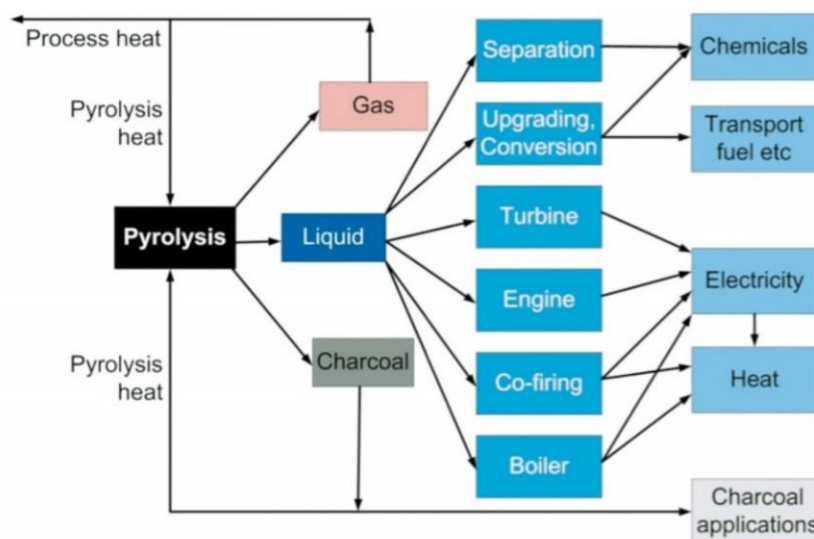 Process heat
Pyrolysis
heat
Pyrolysis
Pyrolysis
heat
Gas
Liquid
Charcoal
Separation
Upgrading,
Conversion
Turbine
Engine
Co-firing
Boiler
Chemicals
Transport
fuel etc
Electricity
Heat
Charcoal
applications